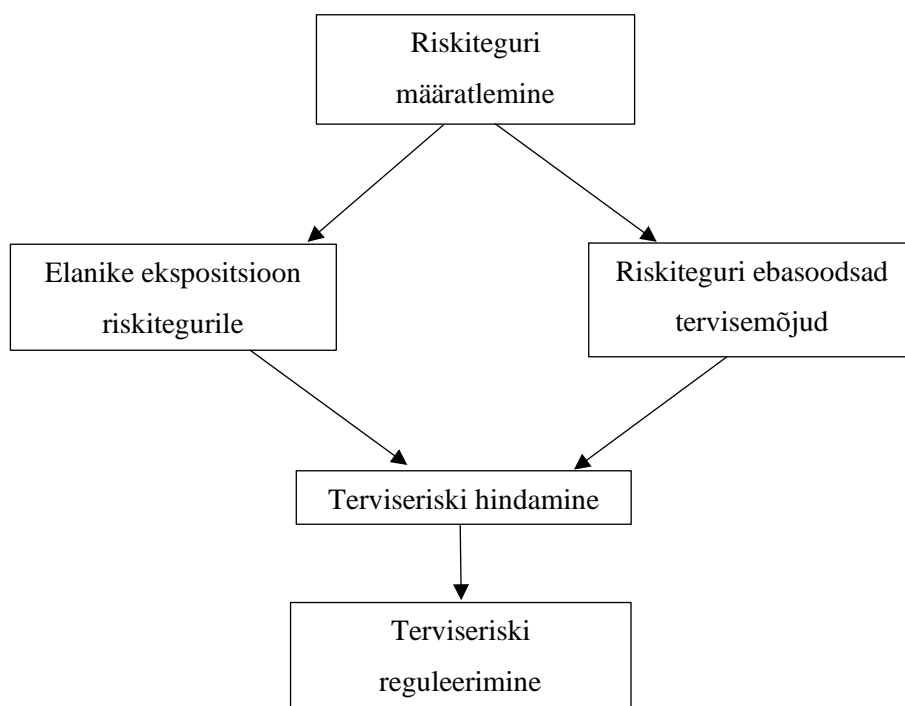 Riskiteguri
määratlemine
Elanike ekspositsioon
riskitegurile
Riskiteguri ebasoodsad
tervisemõjud
Terviseriski hindamine
Terviseriski
reguleerimine